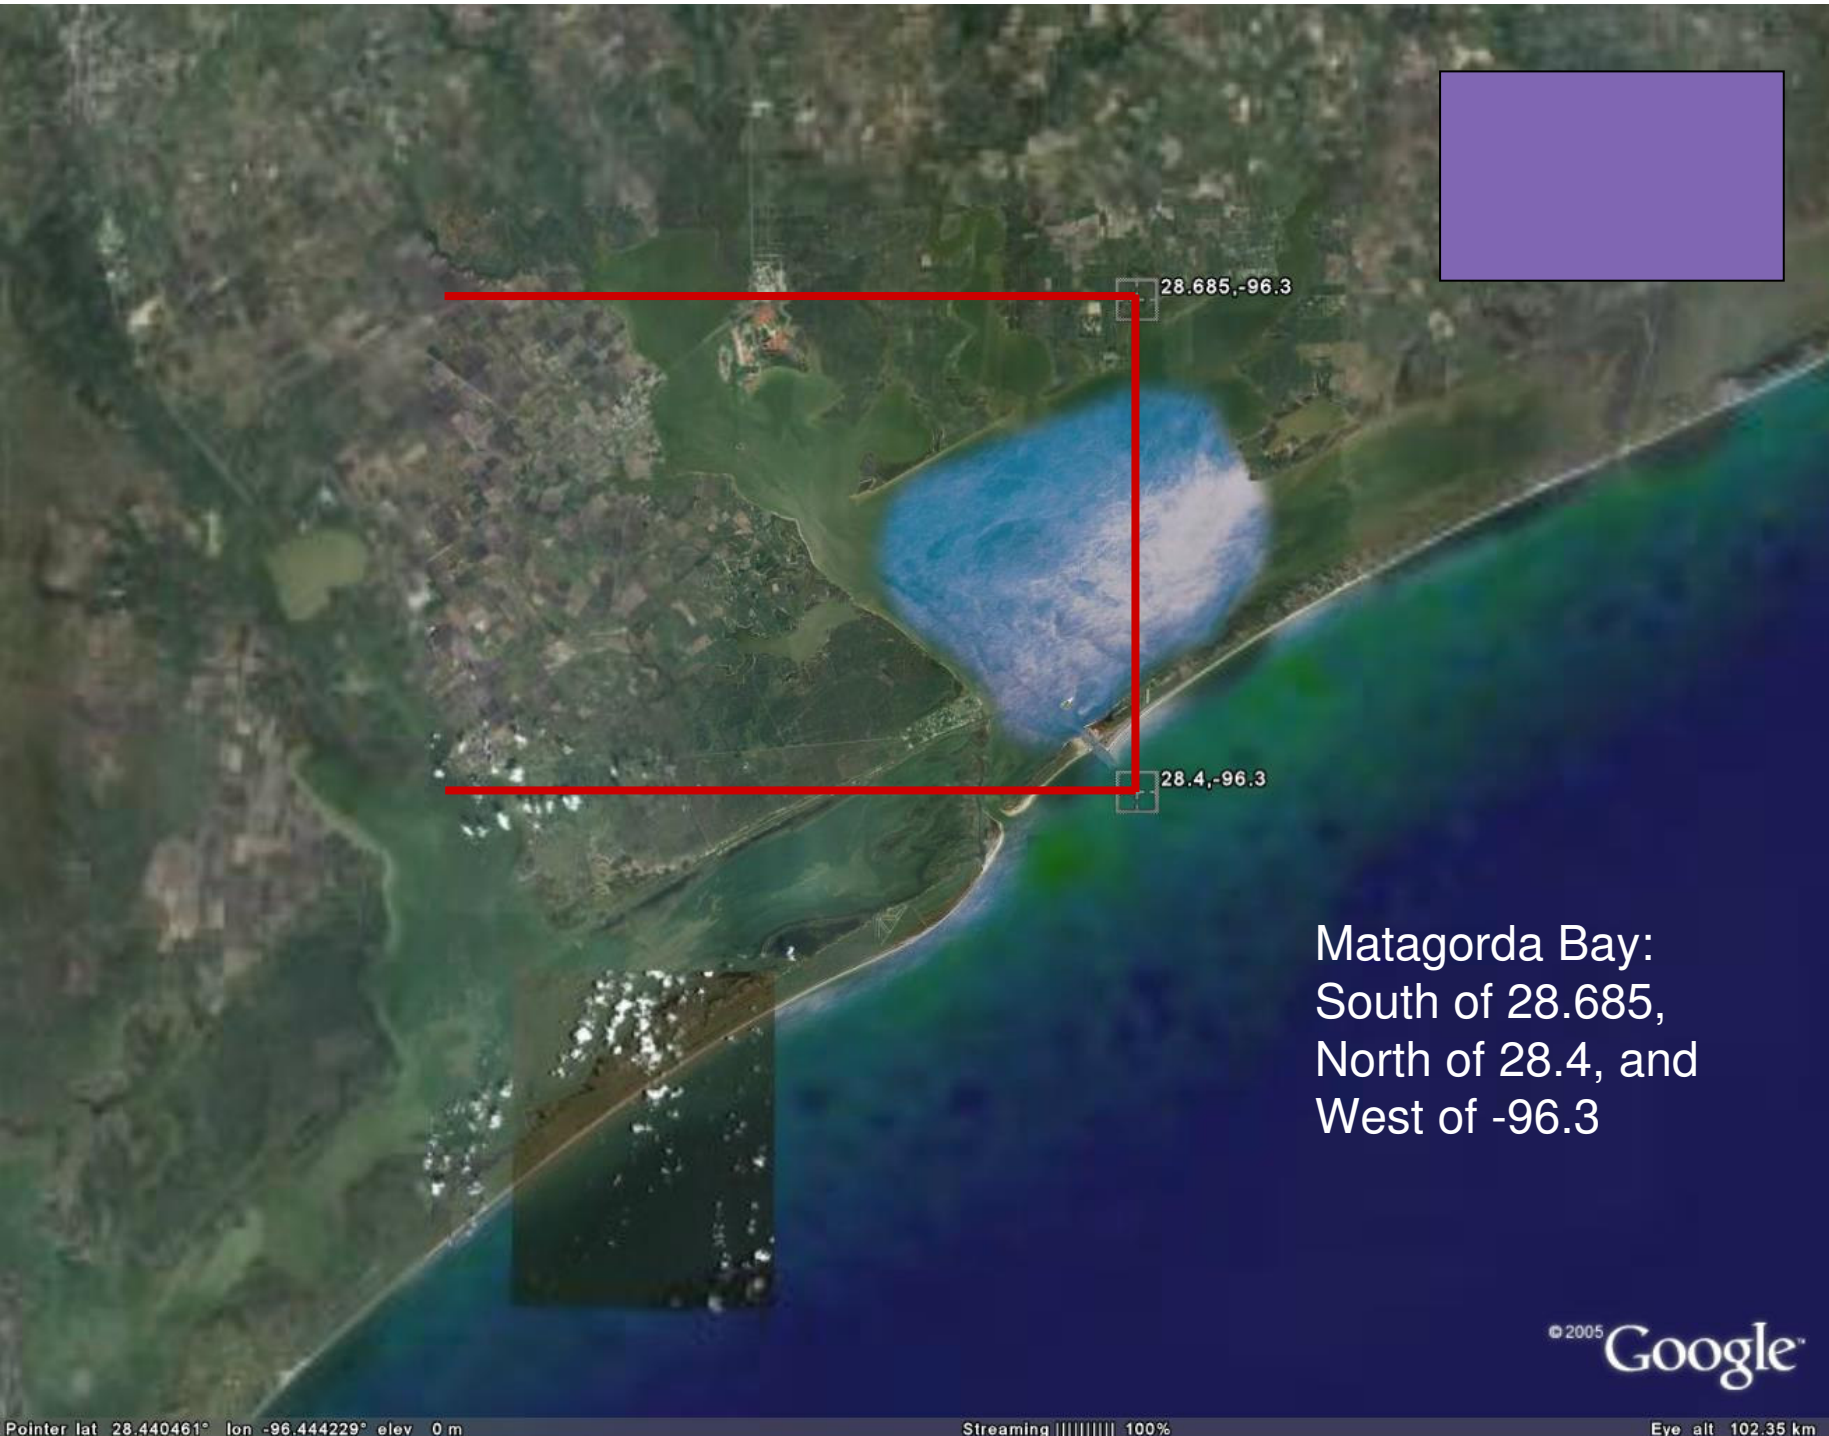 28.685,-96.3
28.4,-96.3
Matagorda Bay:
South of 28.685,
North of 28.4, and
West of -96.3
© 2005 Google™
Pointer lat 28.440461° lon -96.444229° elev 0 m
Streaming |||||||||| 100%
Eye alt 102.35 km